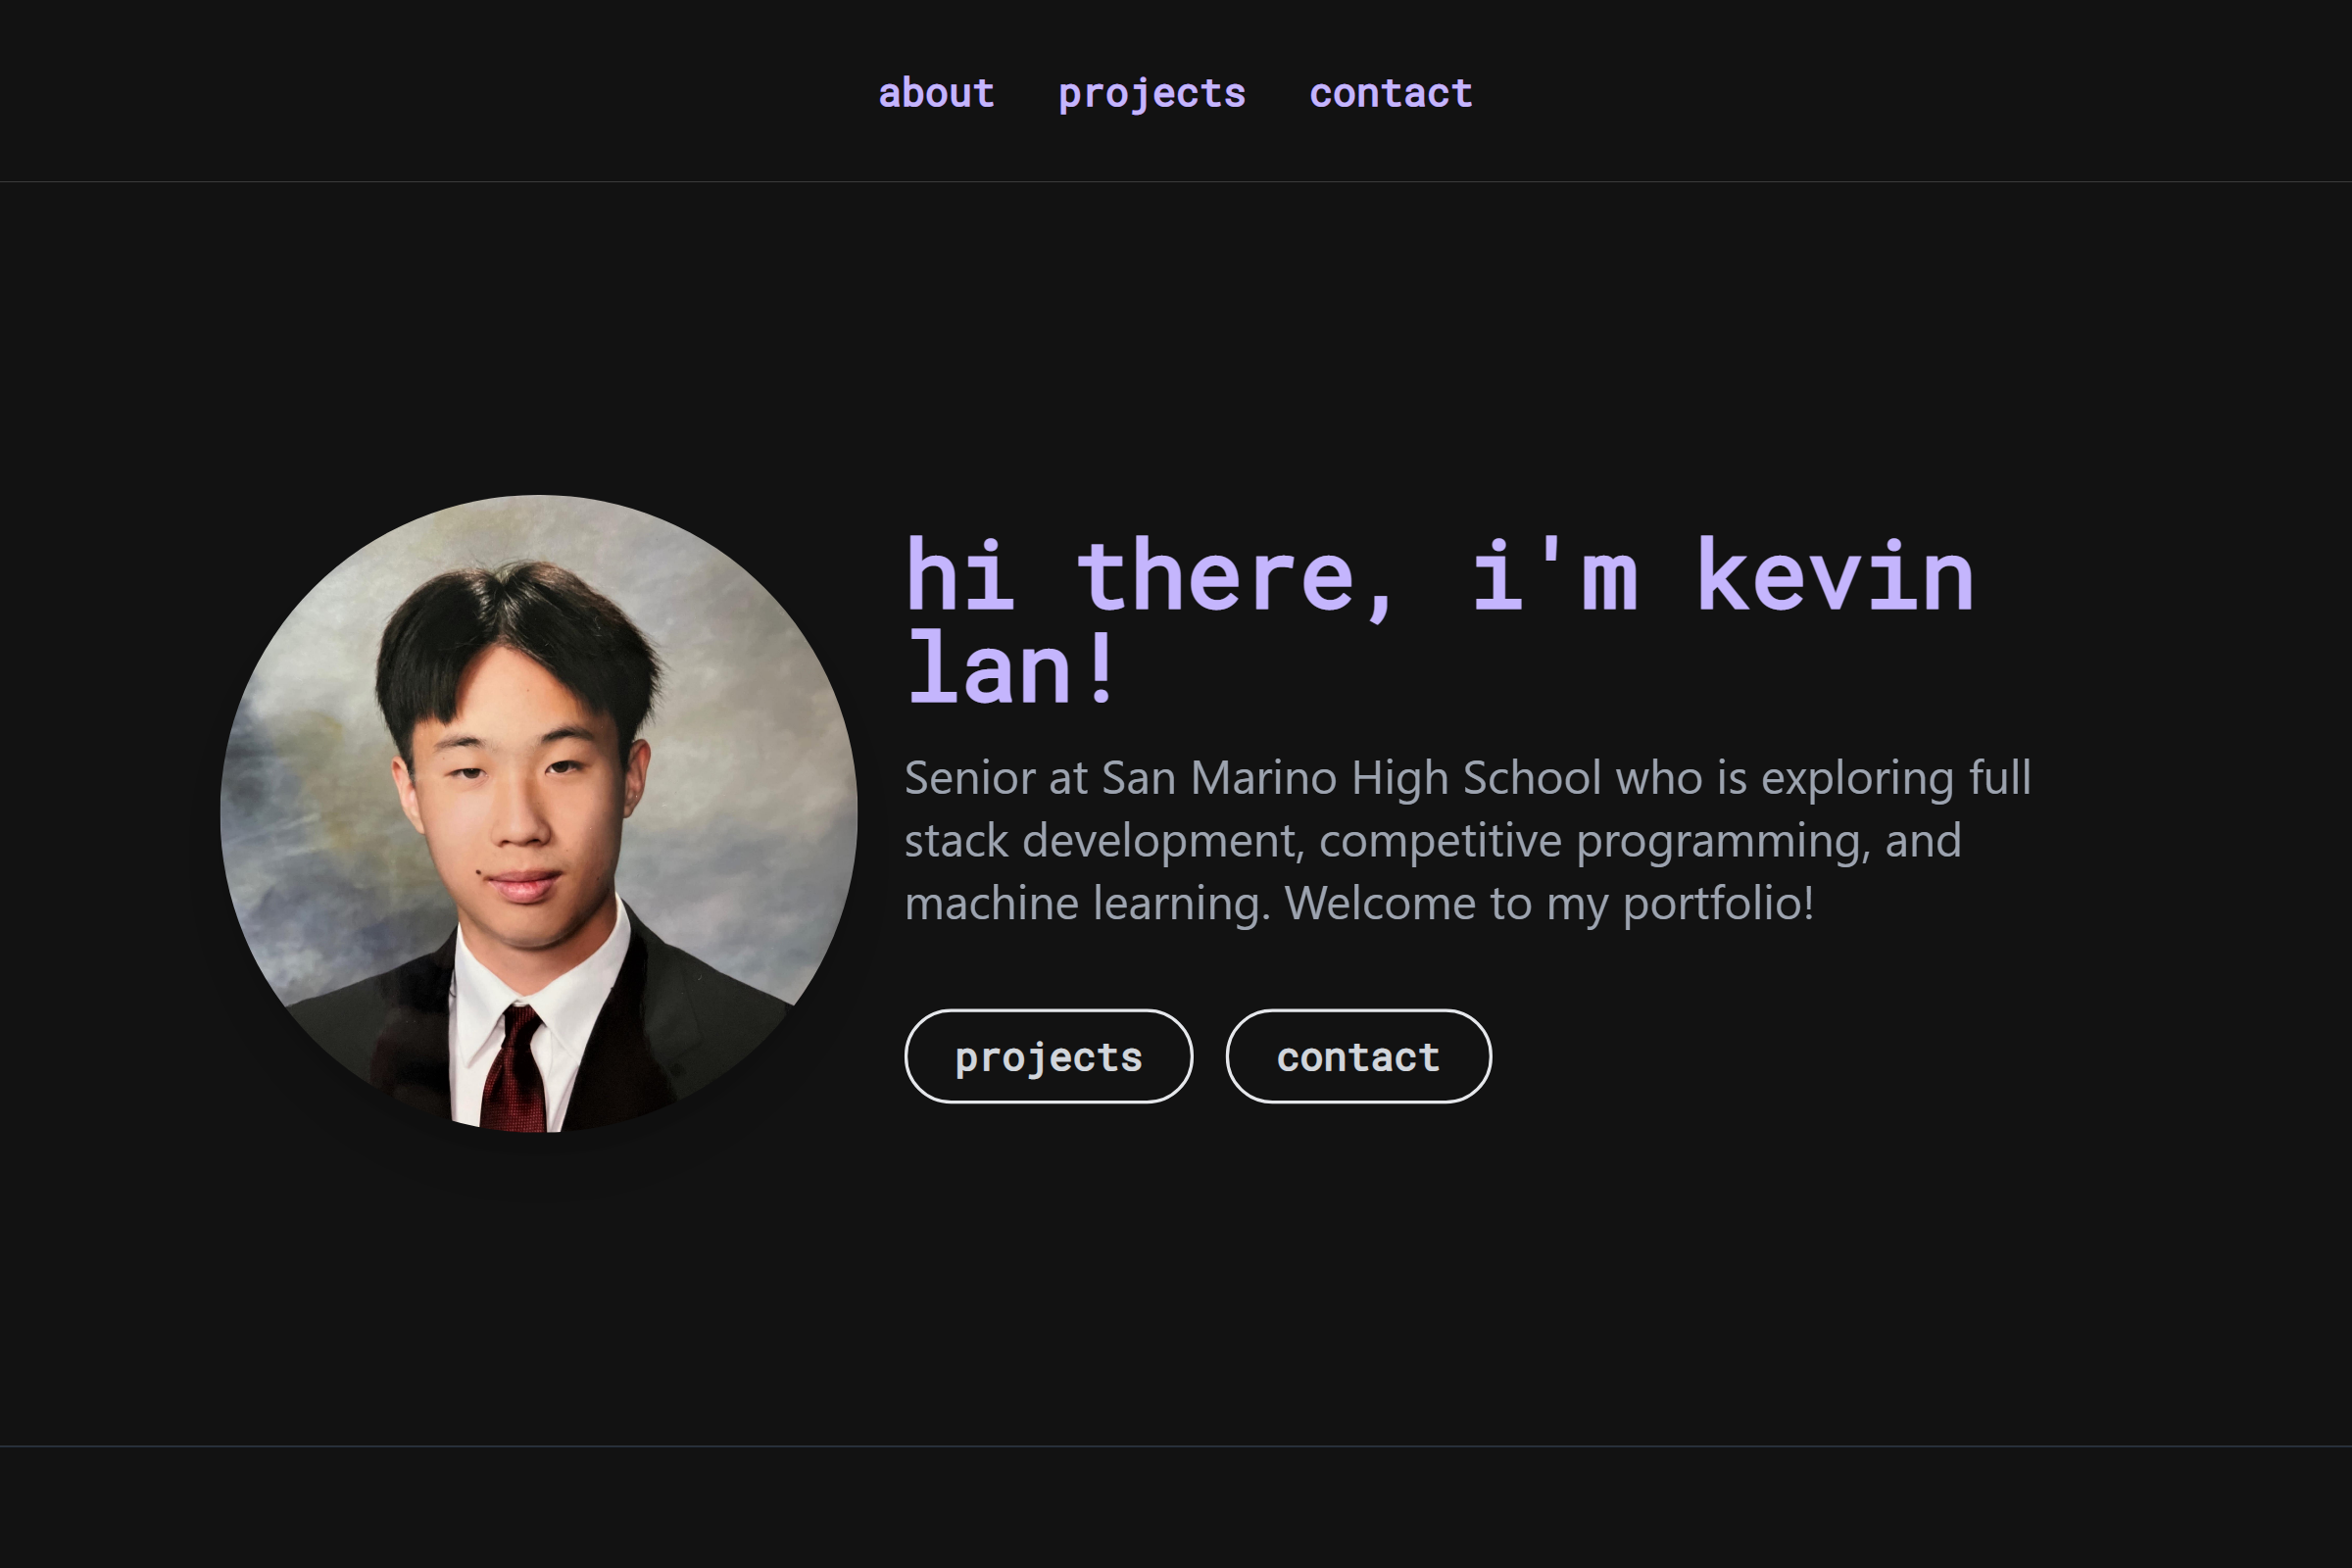 about projects contact
hi there, i'm kevin
lan!
Senior at San Marino High School who is exploring full
stack development, competitive programming, and
machine learning. Welcome to my portfolio!
projects contact